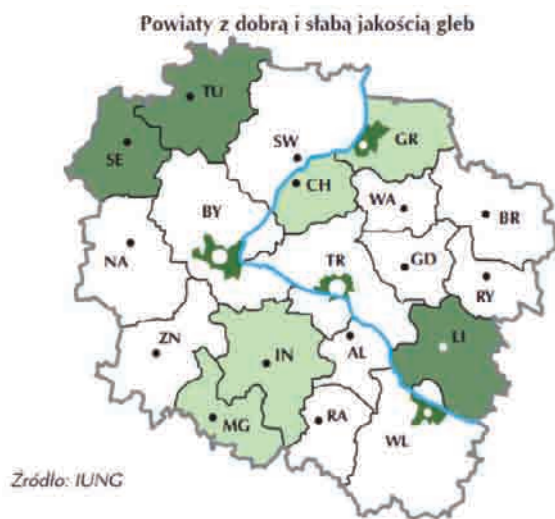 Powiaty z dobrą i słabą jakością gleb
TU
SE
SW
GR
CH
WA
BY
BR
NA
TR
GD
RY
ZN
IN
AL
LI
MG
RA
WŁ
Źródło: IUNG